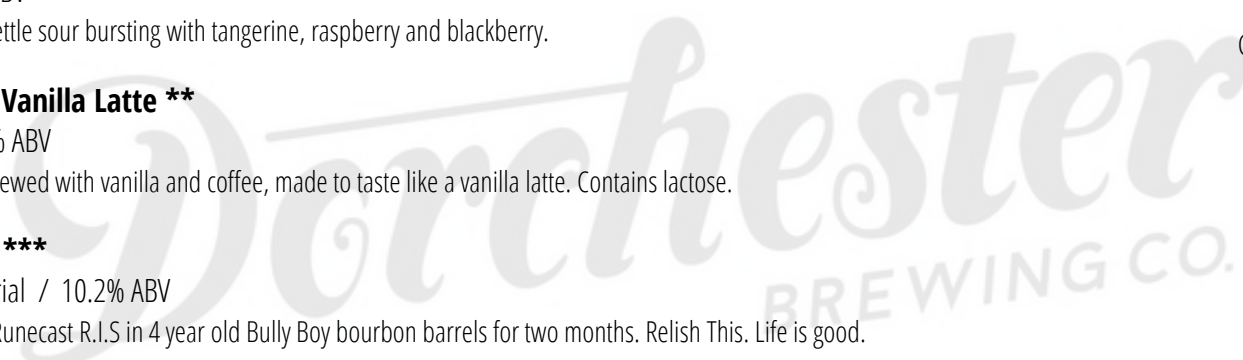 ettle sour bursting with tangerine, raspberry and blackberry.
Vanilla Latte **
% ABV
ewed with vanilla and coffee, made to taste like a vanilla latte. Contains lactose.
***
rial / 10.2% ABV
Runecast R.I.S in 4 year old Bully Boy bourbon barrels for two months. Relish This. Life is good.
Dorchester
BREWING CO.